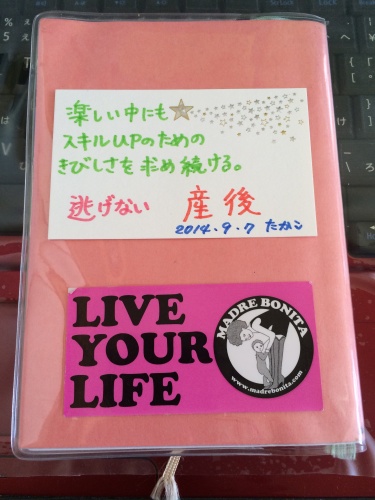 楽しい中にも
スキルUPのための
きびしさを求め続ける。
逃げない 産後
2014.9.7 たかこ
LIVE
YOUR
LIFE
MADRE BONITA
www.madrebonita.com